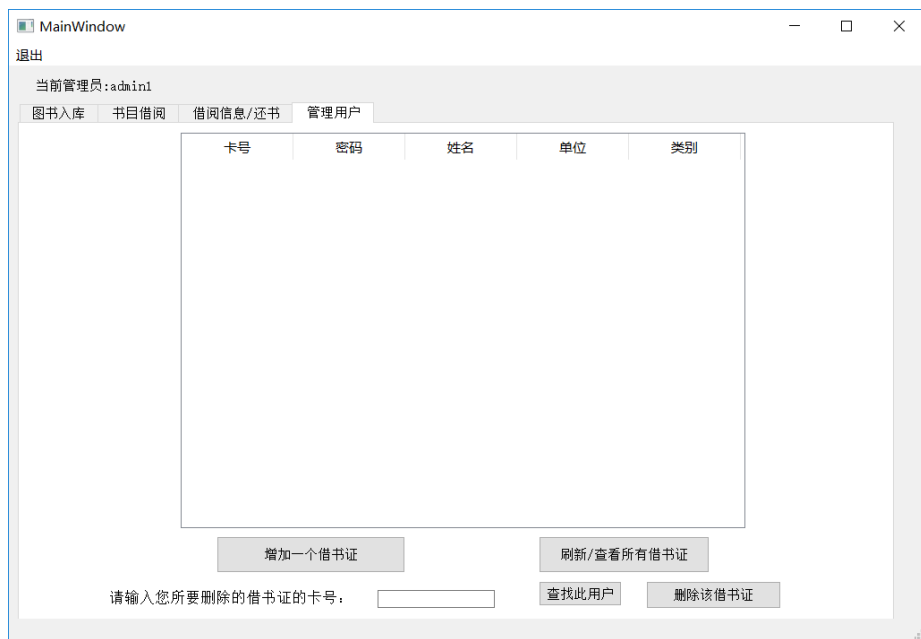 MainWindow
退出
当前管理员:admin1
图书入库 书目借阅 借阅信息/还书 管理用户
卡号 密码 姓名 单位 类别
增加一个借书证 刷新/查看所有借书证
请输入您所要删除的借书证的卡号： 查找此用户 删除该借书证